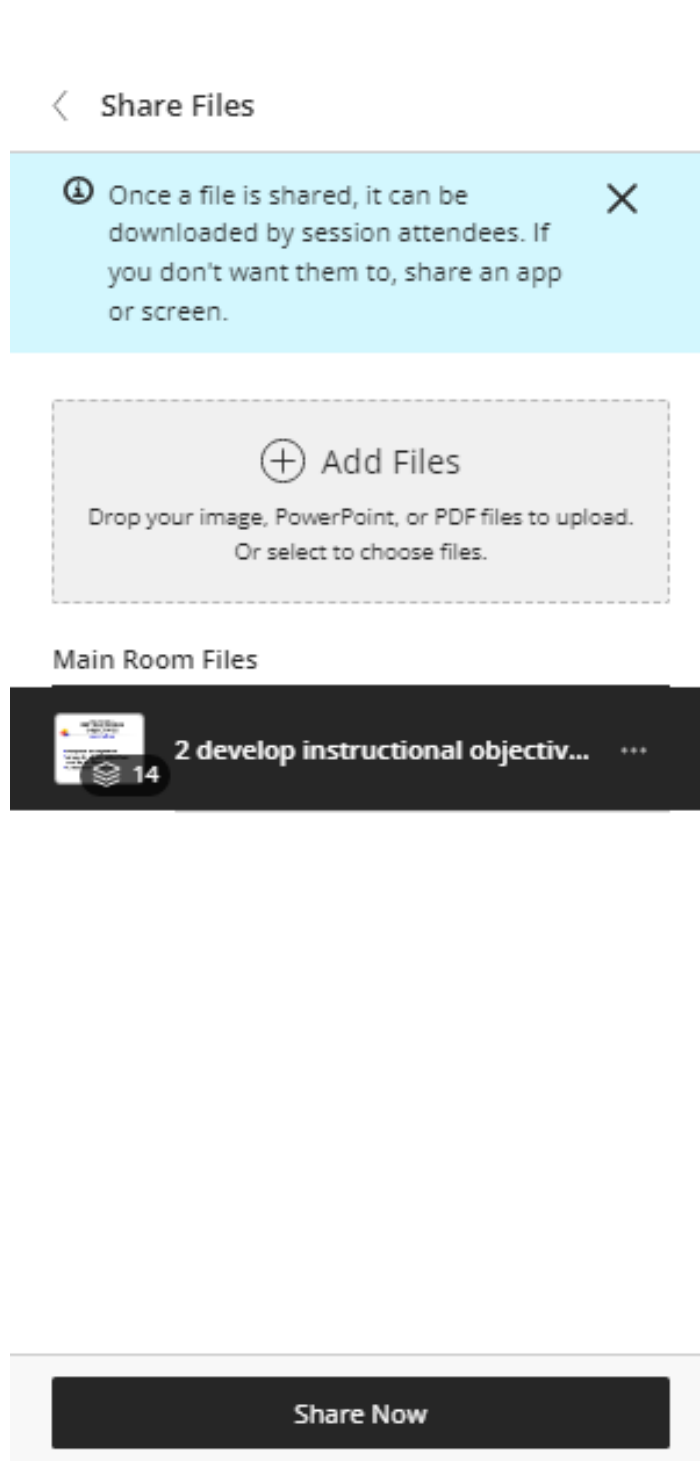 Share Files
Once a file is shared, it can be
downloaded by session attendees. If
you don't want them to, share an app
or screen.
Add Files
Drop your image, PowerPoint, or PDF files to upload.
Or select to choose files.
Main Room Files
2 develop instructional objectiv...
14
Share Now